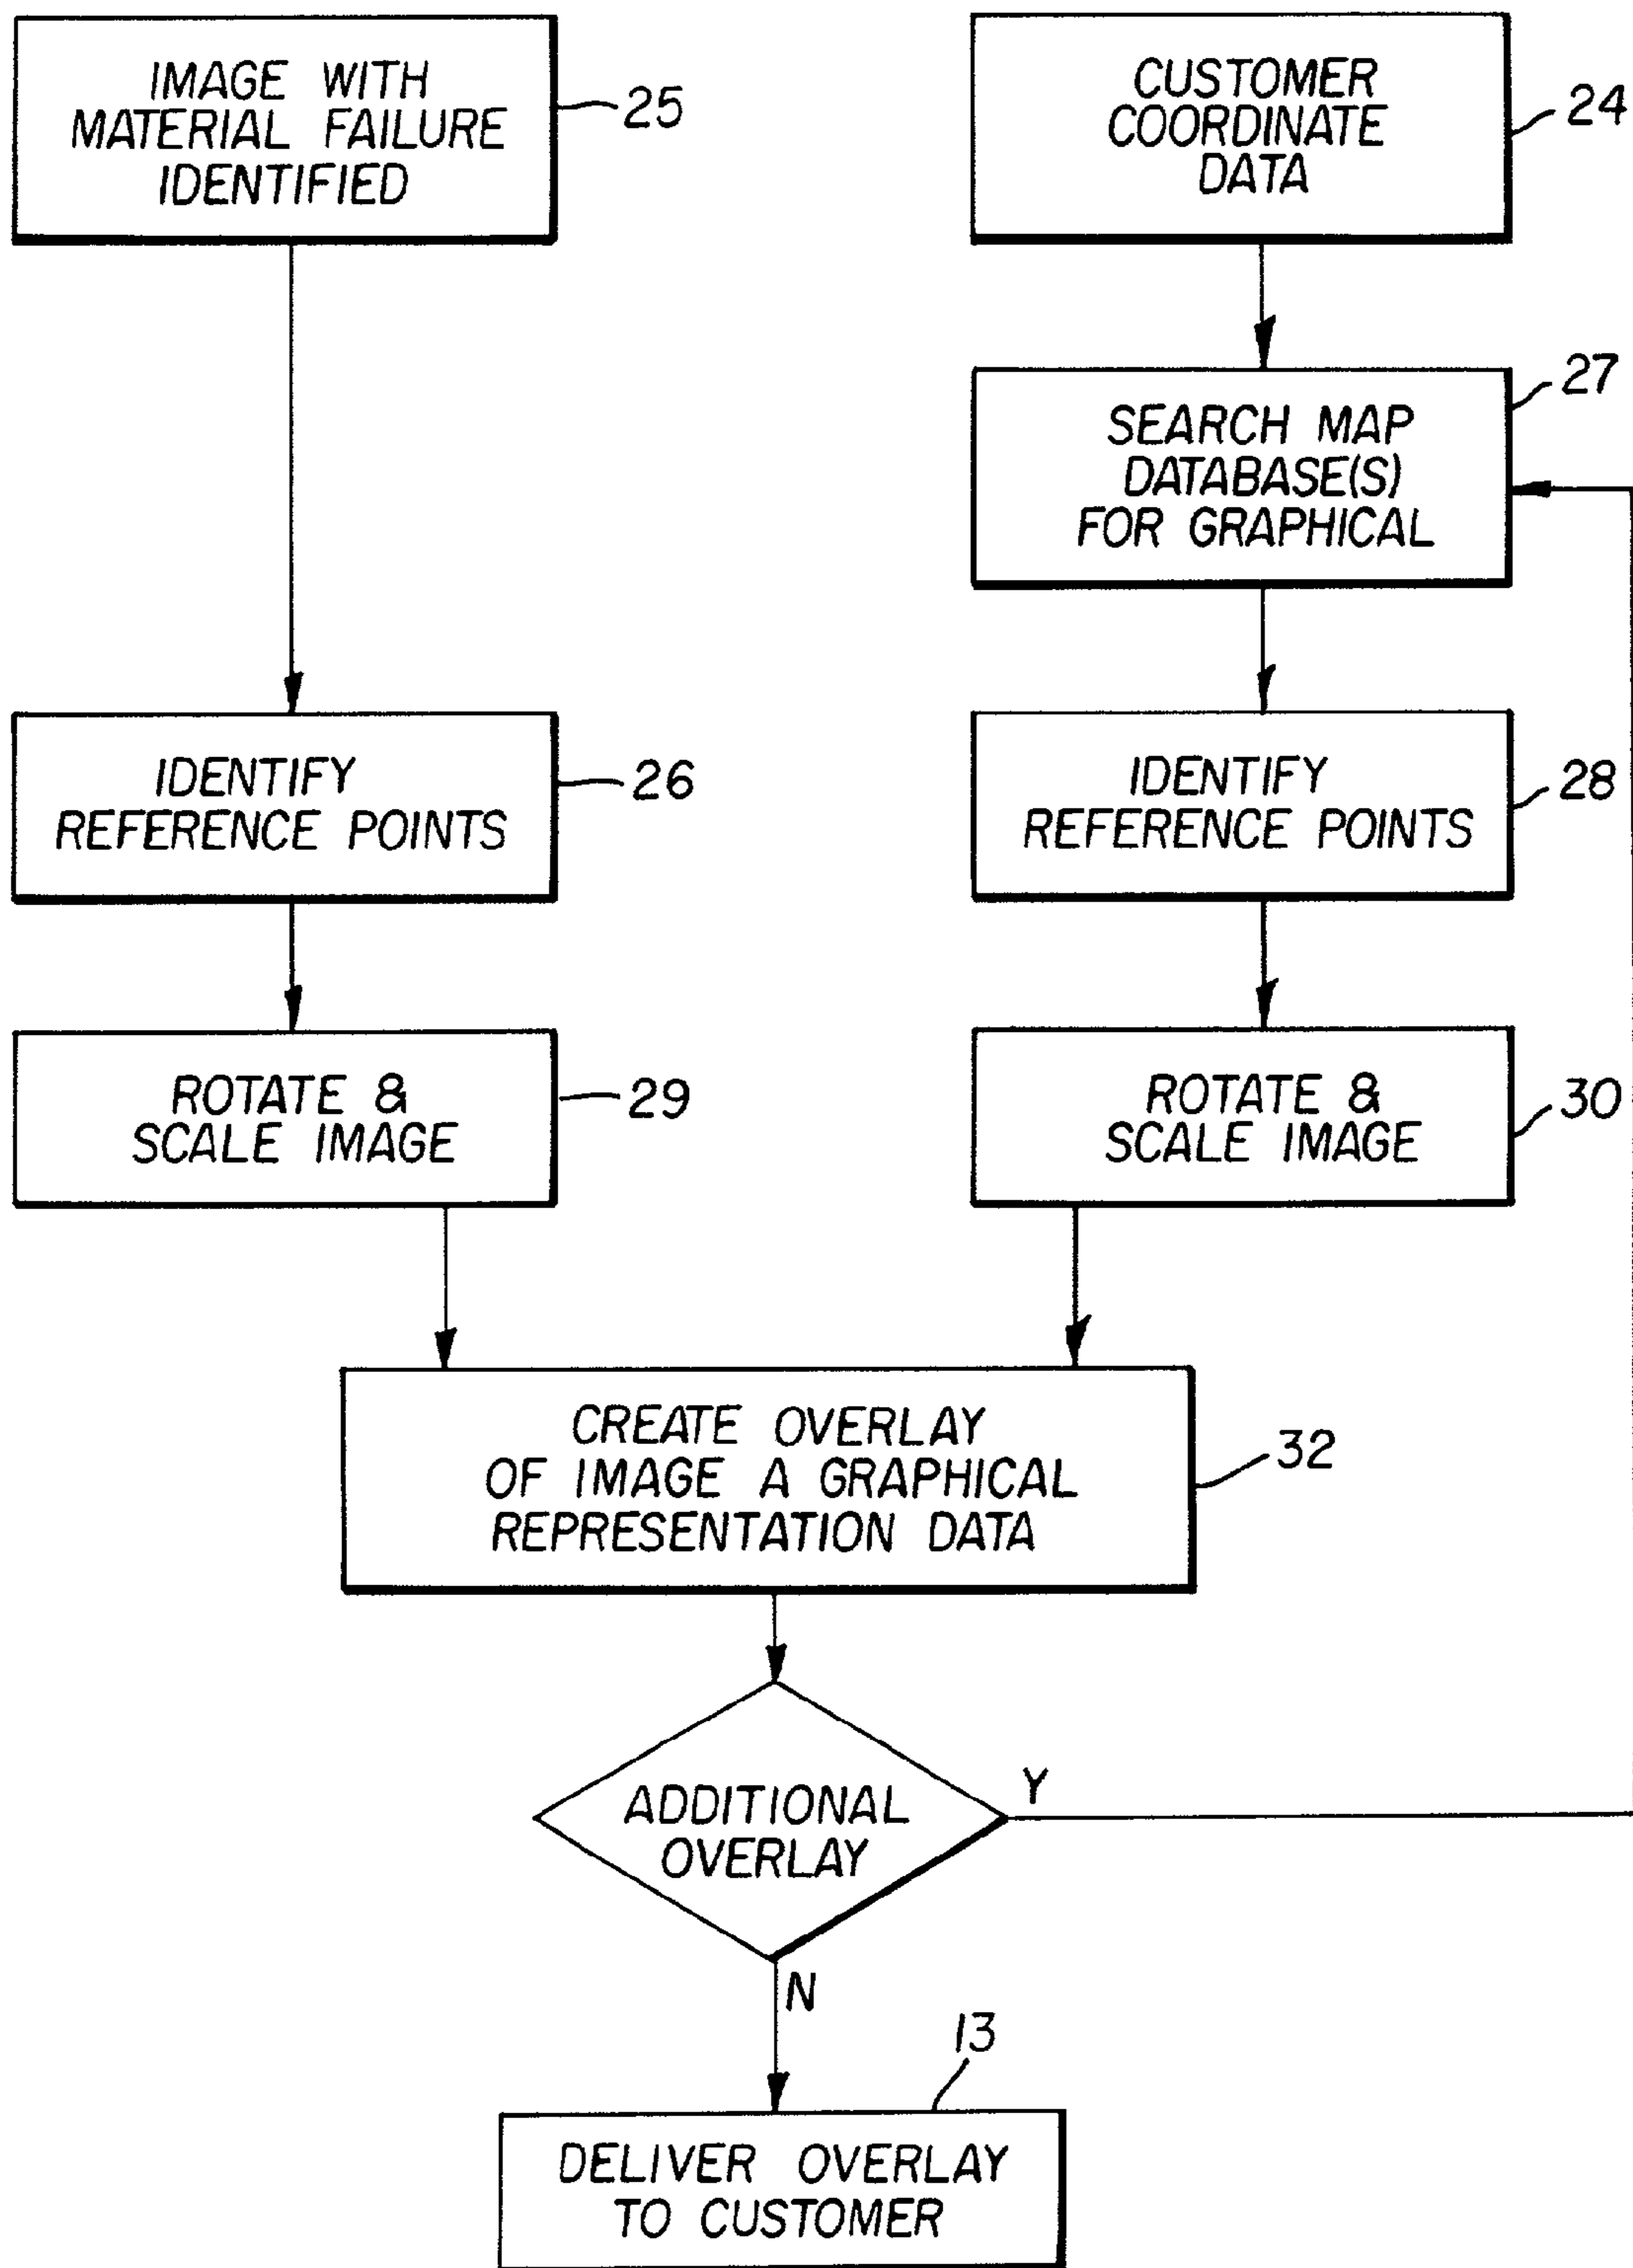 IMAGE WITH
MATERIAL FAILURE
IDENTIFIED
25
CUSTOMER
COORDINATE
DATA
24
SEARCH MAP
DATABASE(S)
FOR GRAPHICAL
27
IDENTIFY
REFERENCE POINTS
26
IDENTIFY
REFERENCE POINTS
28
ROTATE &
SCALE IMAGE
29
ROTATE &
SCALE IMAGE
30
CREATE OVERLAY
OF IMAGE A GRAPHICAL
REPRESENTATION DATA
32
ADDITIONAL
OVERLAY
Y
N
13
DELIVER OVERLAY
TO CUSTOMER